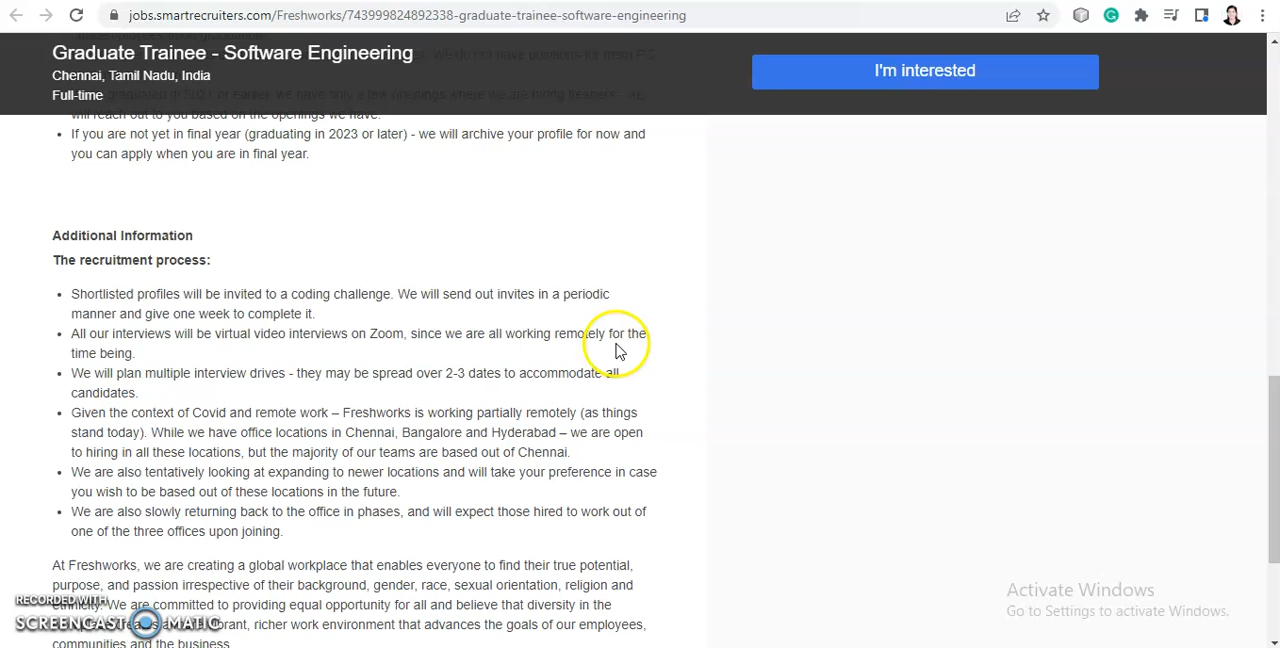 jobs.smartrecruiters.com/Freshworks/743999824892338-graduate-trainee-software-engineering
Graduate Trainee - Software Engineering
Chennai, Tamil Nadu, India
Full-time
I'm interested
will reach out to you based on the openings we have.
If you are not yet in final year (graduating in 2023 or later) - we will archive your profile for now and
you can apply when you are in final year.
Additional Information
The recruitment process:
Shortlisted profiles will be invited to a coding challenge. We will send out invites in a periodic
manner and give one week to complete it.
All our interviews will be virtual video interviews on Zoom, since we are all working remotely for the
time being.
We will plan multiple interview drives - they may be spread over 2-3 dates to accommodate all
candidates.
Given the context of Covid and remote work – Freshworks is working partially remotely (as things
stand today). While we have office locations in Chennai, Bangalore and Hyderabad – we are open
to hiring in all these locations, but the majority of our teams are based out of Chennai.
We are also tentatively looking at expanding to newer locations and will take your preference in case
you wish to be based out of these locations in the future.
We are also slowly returning back to the office in phases, and will expect those hired to work out of
one of the three offices upon joining.
At Freshworks, we are creating a global workplace that enables everyone to find their true potential,
purpose, and passion irrespective of their background, gender, race, sexual orientation, religion and
ethnicity. We are committed to providing equal opportunity for all and believe that diversity in the
richer work environment that advances the goals of our employees,
communities and the business.
RECORDED WITH
SCREENCAST MATIC
Activate Windows
Go to Settings to activate Windows.